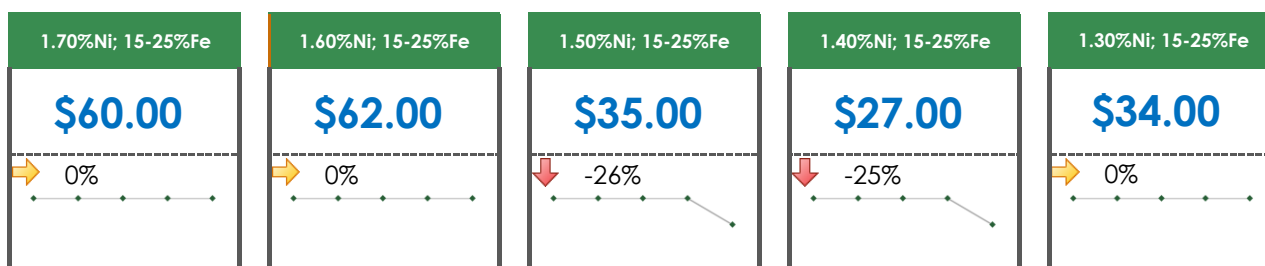 1.70%Ni; 15-25%Fe
$60.00
0%
1.60%Ni; 15-25%Fe
$62.00
0%
1.50%Ni; 15-25%Fe
$35.00
-26%
1.40%Ni; 15-25%Fe
$27.00
-25%
1.30%Ni; 15-25%Fe
$34.00
0%